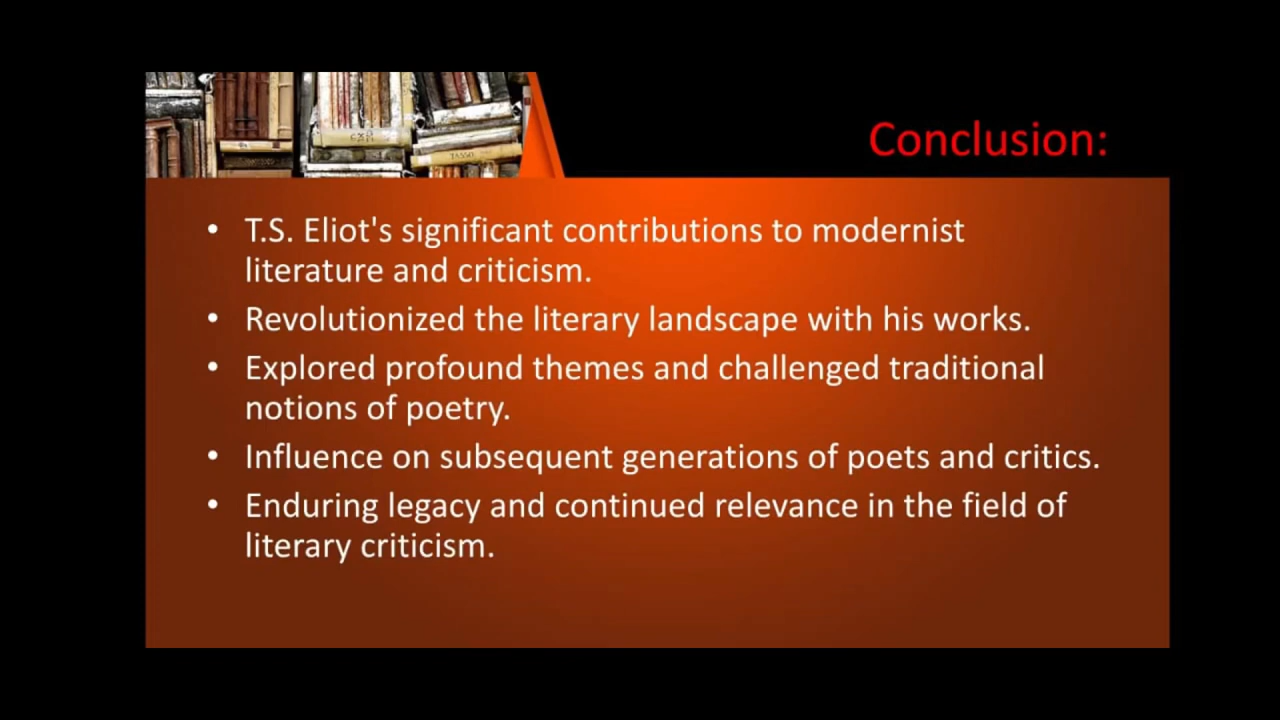 TASSO
Conclusion:
• T.S. Eliot's significant contributions to modernist
literature and criticism.
• Revolutionized the literary landscape with his works.
• Explored profound themes and challenged traditional
notions of poetry.
• Influence on subsequent generations of poets and critics.
• Enduring legacy and continued relevance in the field of
literary criticism.